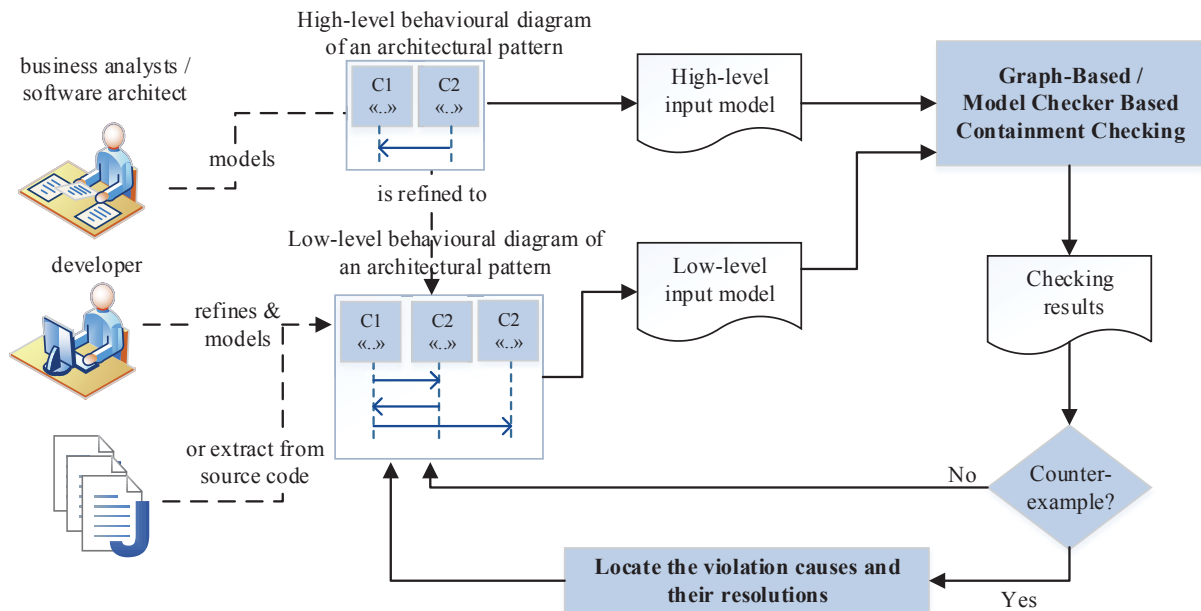 High-level behavioural diagram
of an architectural pattern
business analysts /
software architect
C1
«..»
C2
«..»
High-level
input model
Graph-Based /
Model Checker Based
Containment Checking
models
is refined to
Low-level behavioural diagram of
an architectural pattern
developer
Low-level
input model
Checking
results
refines &
models
C1
«..»
C2
«..»
C2
«..»
or extract from
source code
J
No
Counter-
example?
Locate the violation causes and
their resolutions
Yes